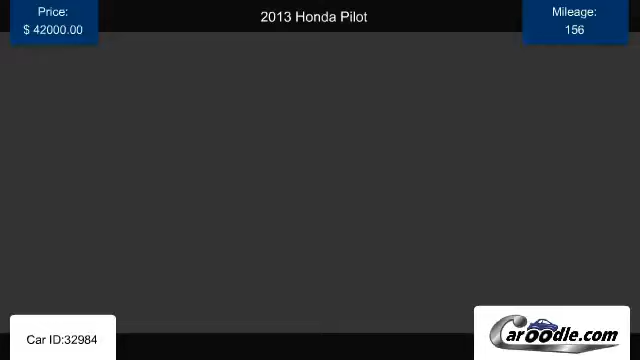 Price:
$ 42000.00
2013 Honda Pilot
Mileage:
156
Car ID:32984
Caroodle.com